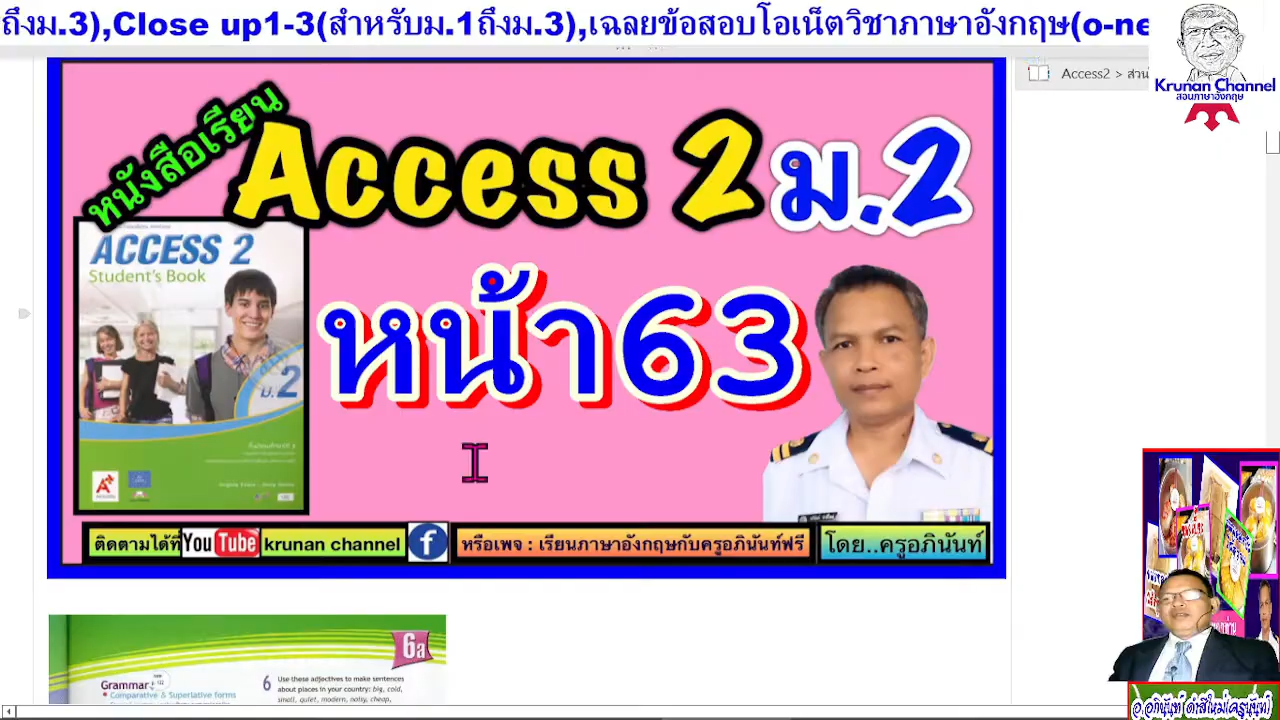 ถึงม.3),Close up1-3(สำหรับม.1ถึงม.3),เฉลยข้อสอบโอเน็ตวิชาภาษาอังกฤษ(o-ne
Krunan Channel
สอนภาษาอังกฤษ
Access2 > ส่วน
หนังสือเรียน
Access 2 ม.2
ACCESS 2
Student's Book
ม.2
หน้า63
ติดตามได้ที่ YouTube krunan channel f หรือเพจ : เรียนภาษาอังกฤษกับครูอภินันท์ฟรี โดย..ครูอภินันท์
6a
Grammar
Comparative & Superlative forms
6 Use these adjectives to make sentences
about places in your country: big, cold,
small, quiet, modern, noisy, cheap,